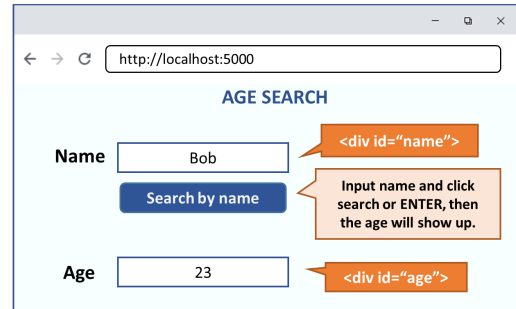 http://localhost:5000
AGE SEARCH
<div id=“name”>
Name
Bob
Search by name
Input name and click
search or ENTER, then
the age will show up.
Age
23
<div id=“age”>